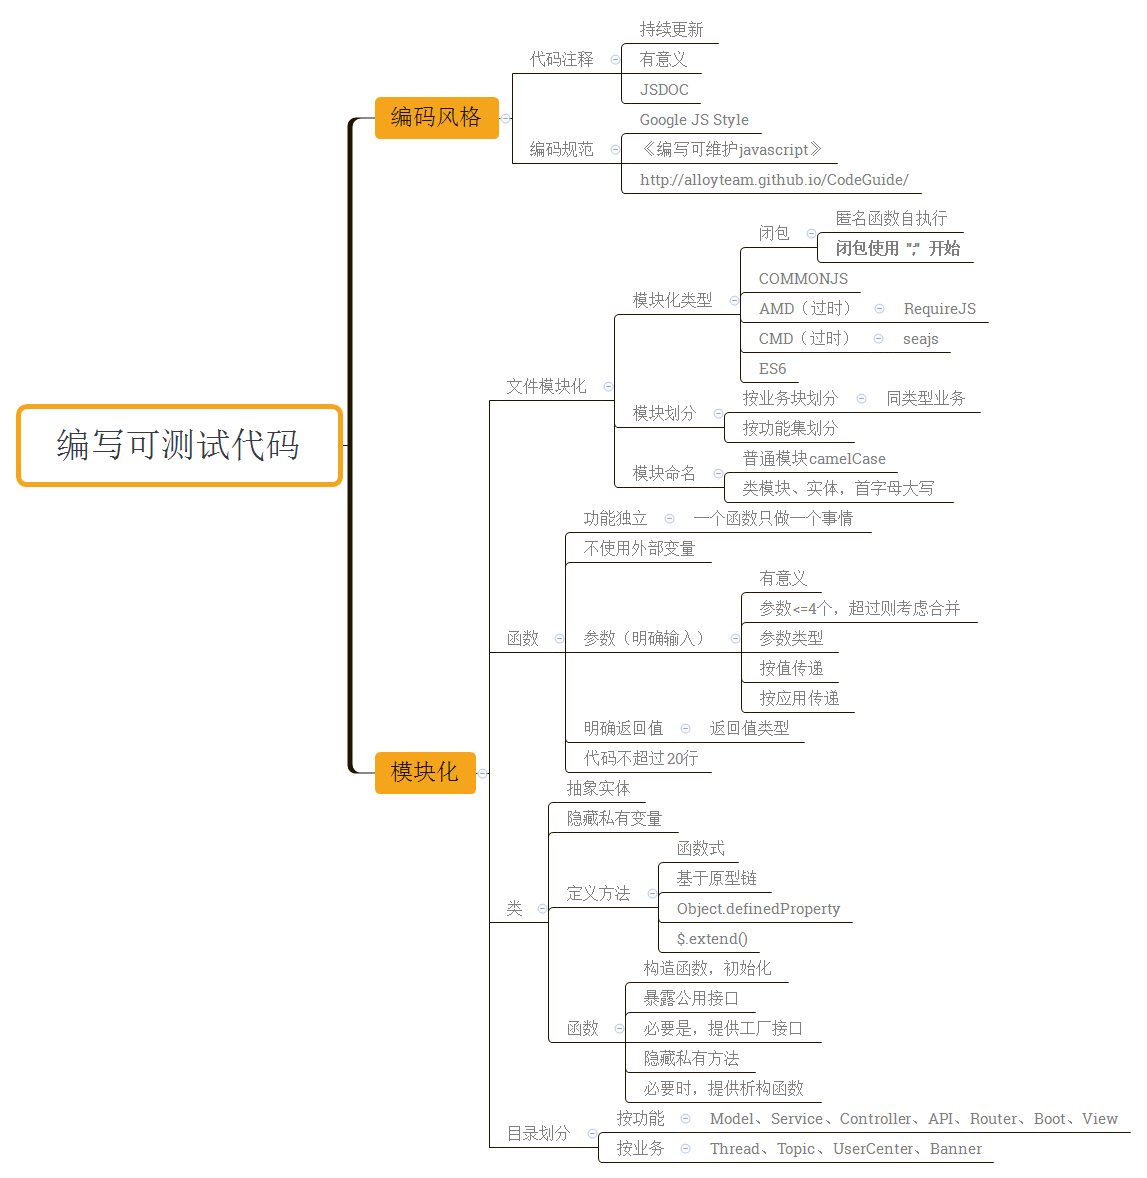 编写可测试代码
编码风格
代码注释
持续更新
有意义
JSDOC
编码规范
Google JS Style
《编写可维护javascript》
http://alloyteam.github.io/CodeGuide/
模块化
文件模块化
模块化类型
闭包
匿名函数自执行
闭包使用 ";" 开始
COMMONJS
AMD（过时）
RequireJS
CMD（过时）
seajs
ES6
模块划分
按业务块划分
同类型业务
按功能集划分
模块命名
普通模块camelCase
类模块、实体，首字母大写
函数
功能独立
一个函数只做一个事情
不使用外部变量
参数（明确输入）
有意义
参数<=4个，超过则考虑合并
参数类型
按值传递
按应用传递
明确返回值
返回值类型
代码不超过20行
类
抽象实体
隐藏私有变量
定义方法
函数式
基于原型链
Object.definedProperty
$.extend()
函数
构造函数，初始化
暴露公用接口
必要是，提供工厂接口
隐藏私有方法
必要时，提供析构函数
目录划分
按功能
Model、Service、Controller、API、Router、Boot、View
按业务
Thread、Topic、UserCenter、Banner